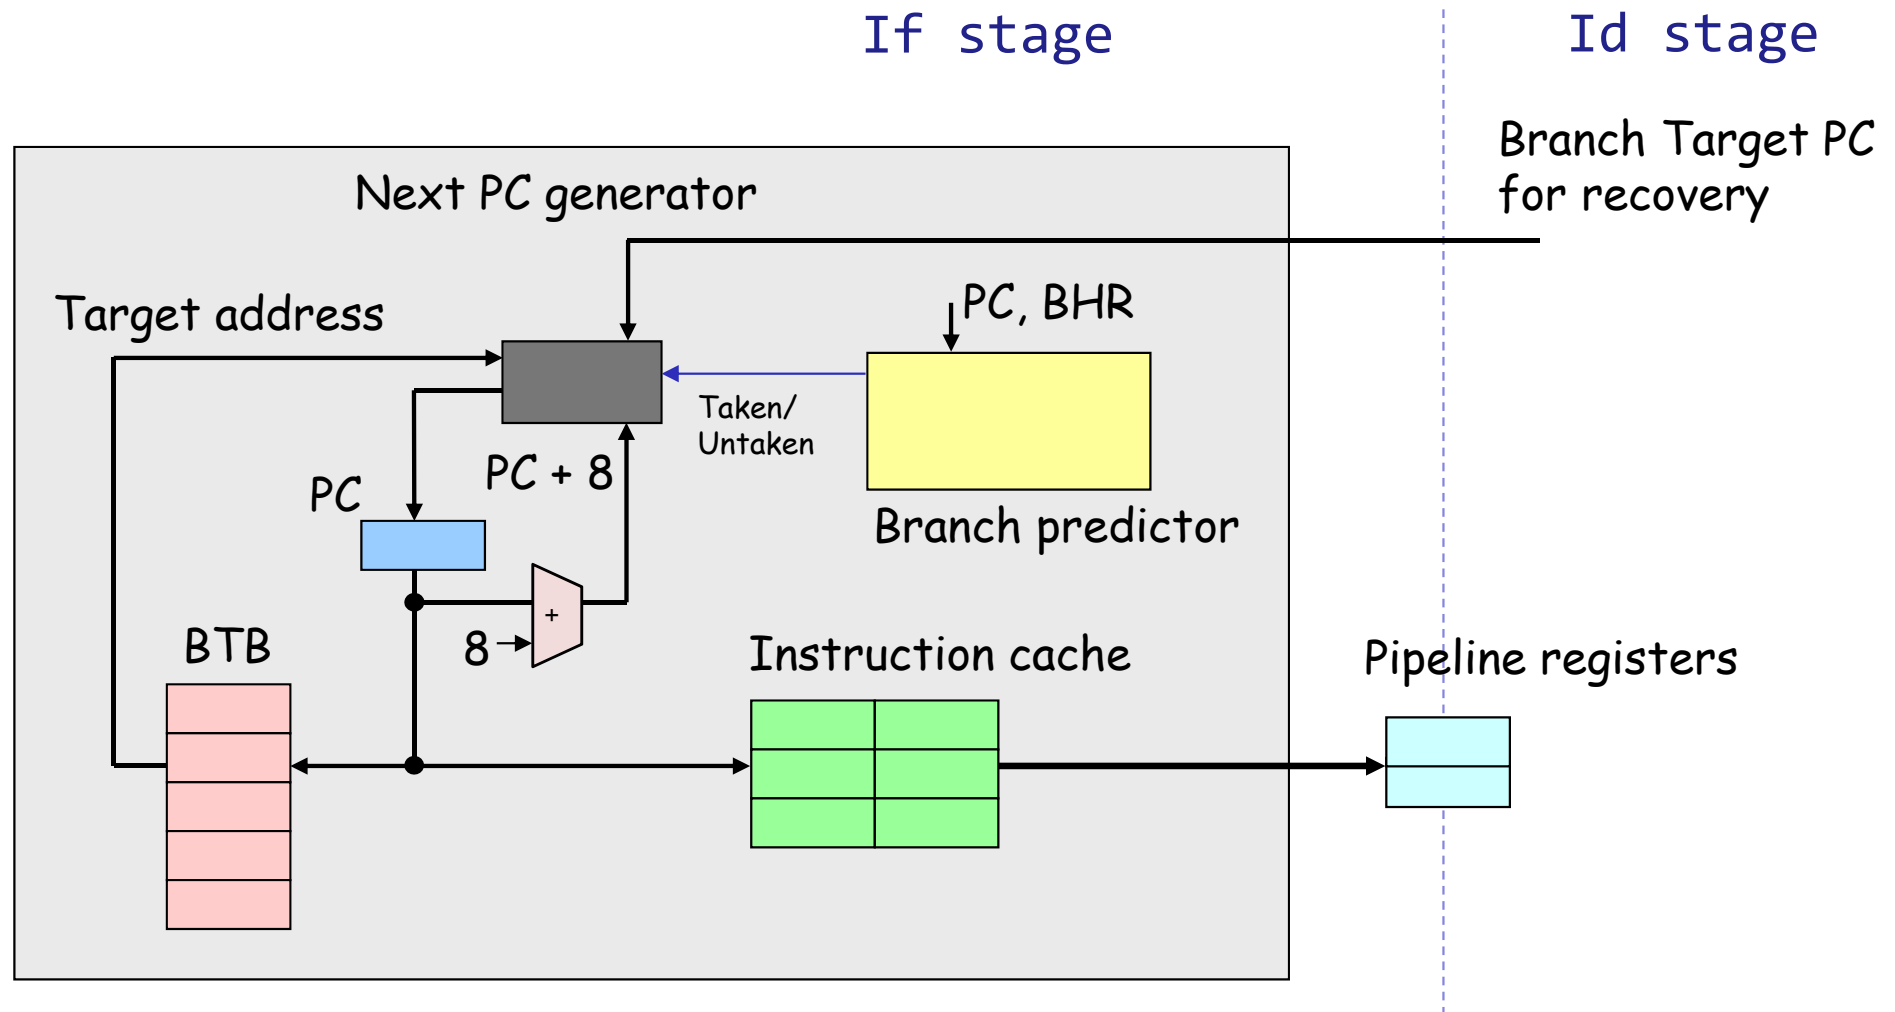 If stage
Id stage
Branch Target PC
for recovery
Next PC generator
Target address
PC, BHR
Taken/
Untaken
PC + 8
PC
Branch predictor
+
8
BTB
Instruction cache
Pipeline registers